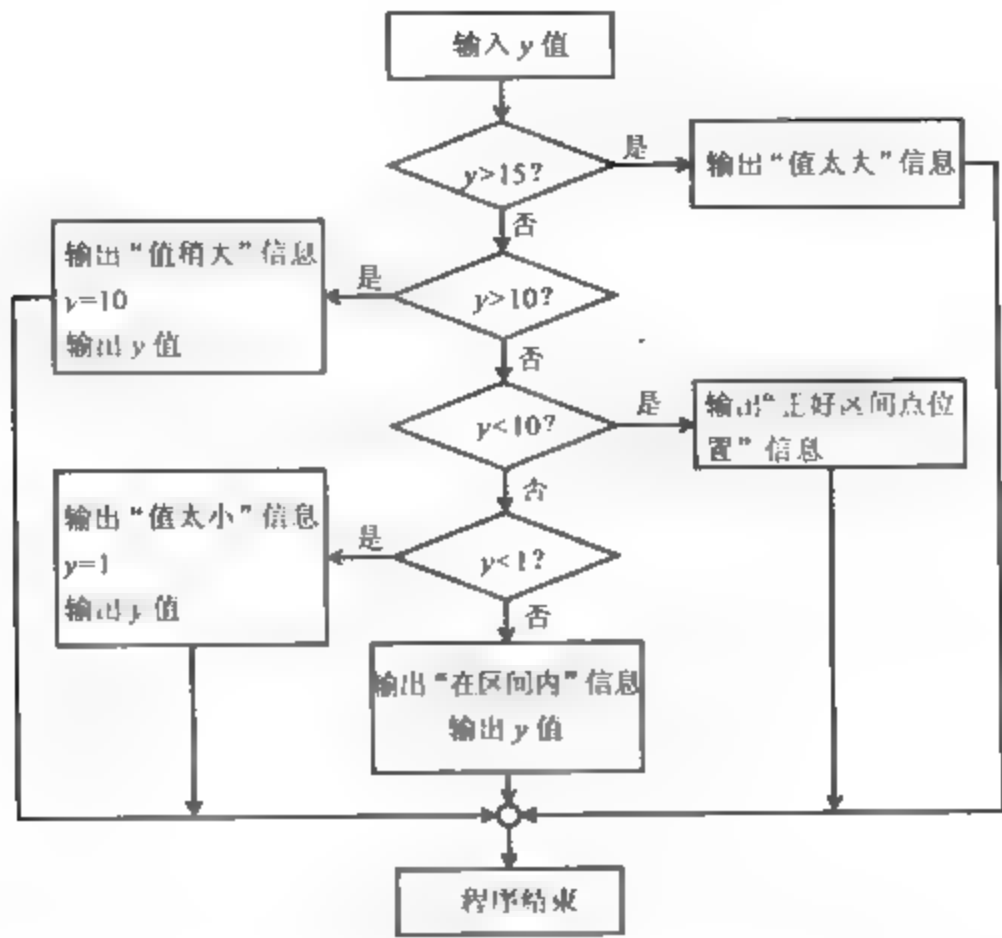 输入 y 值
y>15?
是
输出“值太大”信息
否
输出“值稍大”信息
y=10
输出 y 值
是
y>10?
否
y<10?
是
输出“正好区间点位
置”信息
否
输出“值太小”信息
y=1
输出 y 值
是
y<1?
否
输出“在区间内”信息
输出 y 值
程序结束